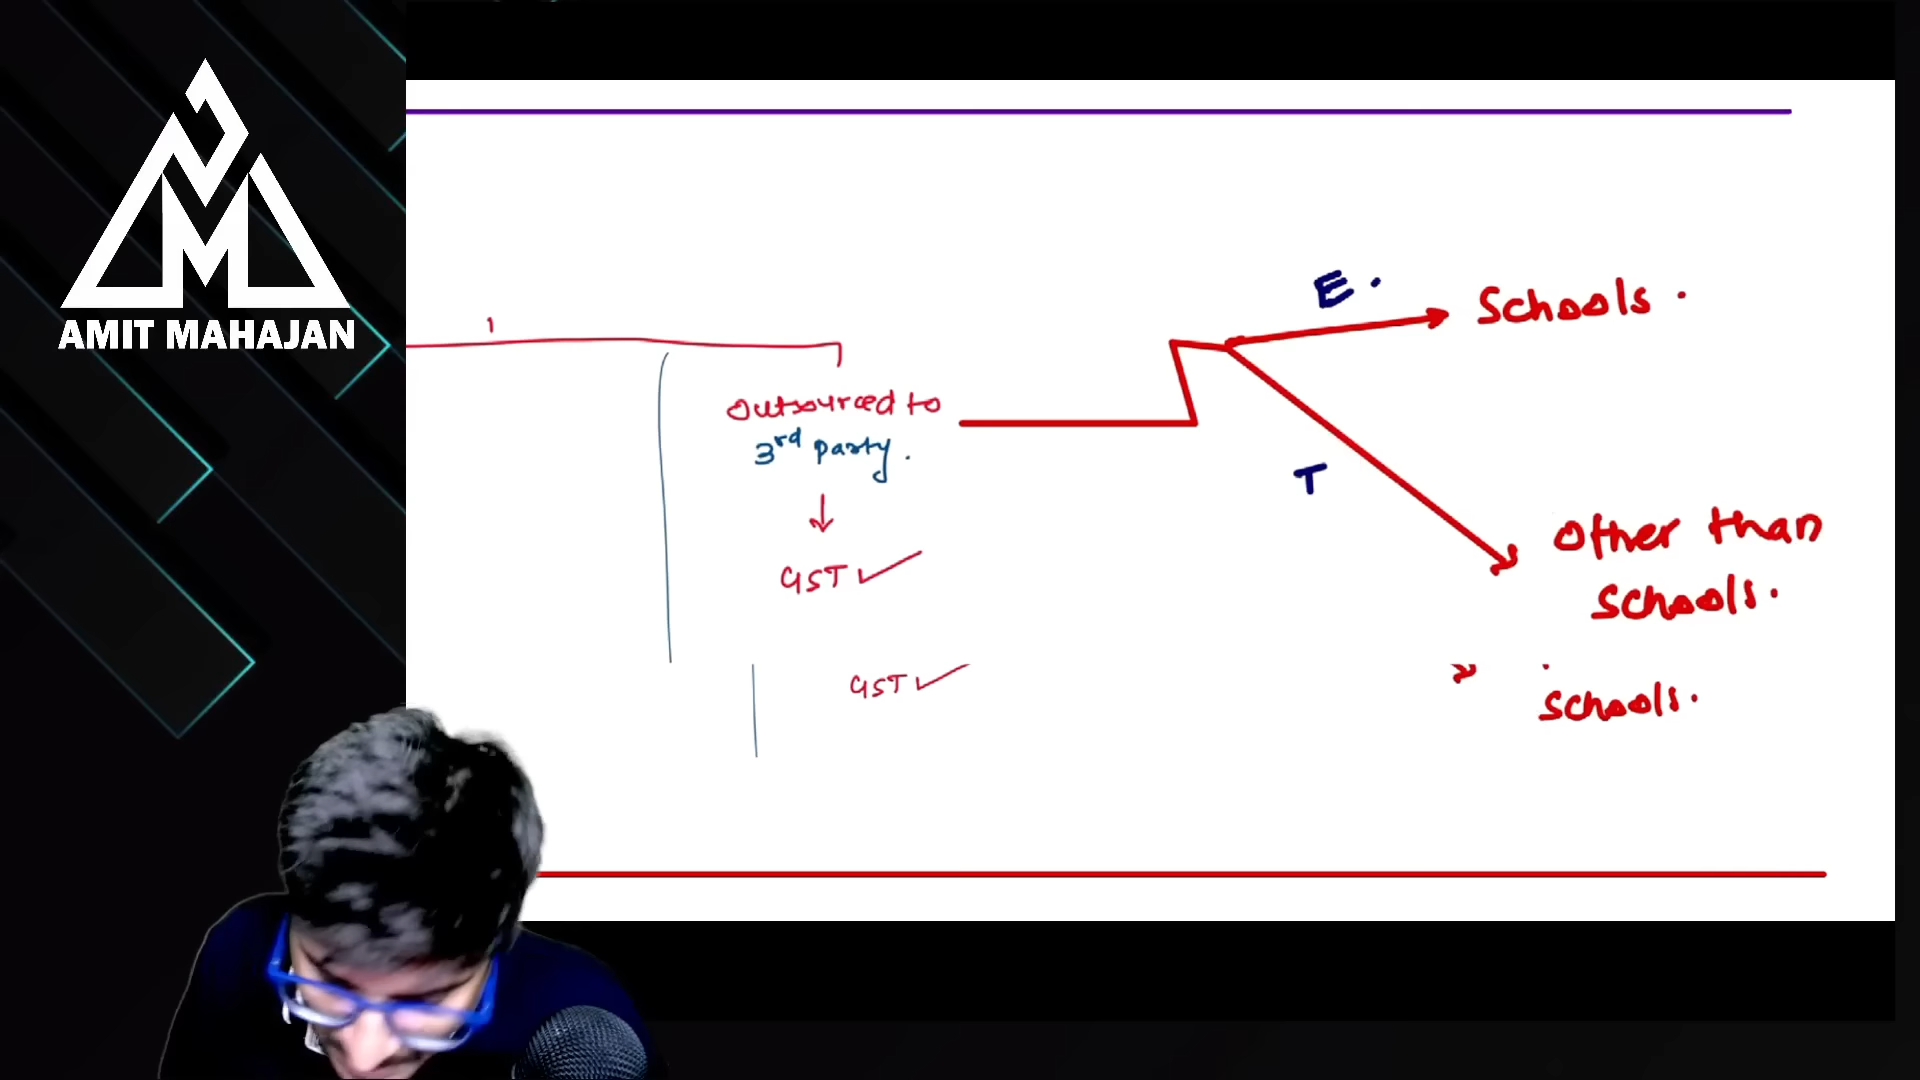 AMIT MAHAJAN
E.
Schools.
Outsourced to
3rd party.
T
GST
Other than
Schools.
GST
Schools.